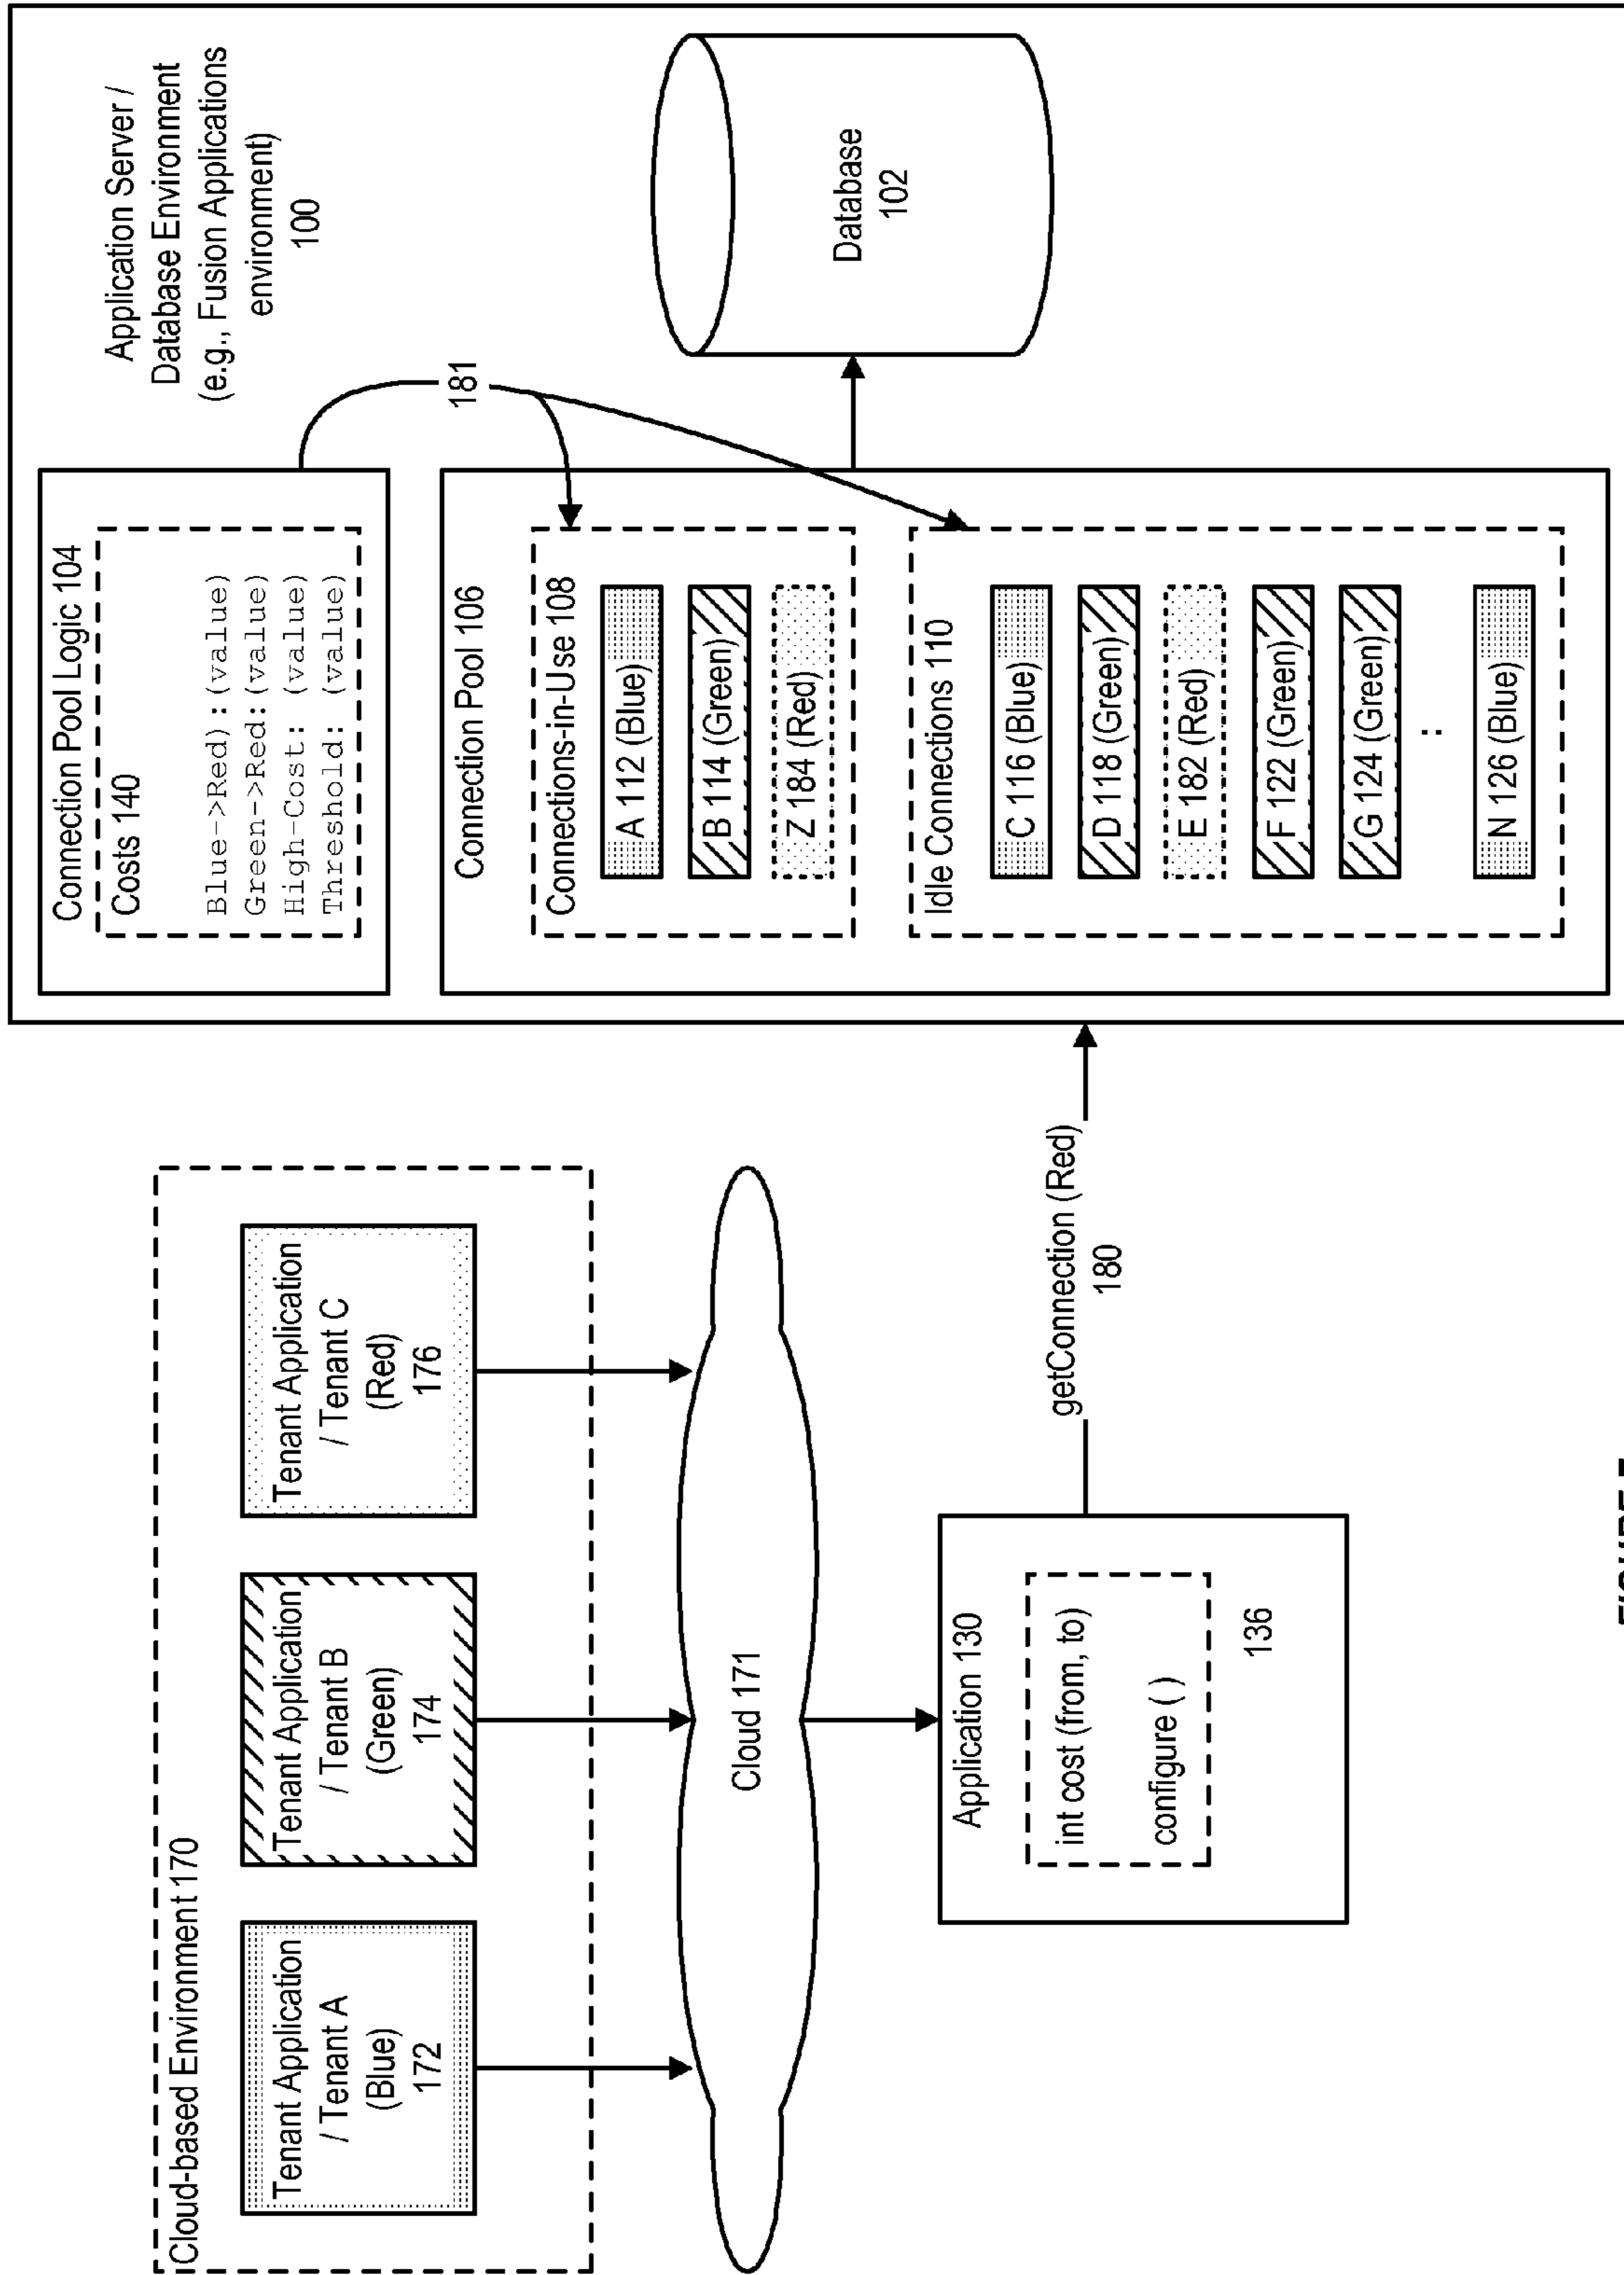 Cloud-based Environment 170
Tenant Application
/ Tenant A
(Blue)
172
Tenant Application
/ Tenant B
(Green)
174
Tenant Application
/ Tenant C
(Red)
176
Cloud 171
Application 130
int cost (from, to)
configure ( )
136
getConnection (Red)
180
Connection Pool Logic 104
Costs 140
Blue->Red) : (value)
Green->Red: (value)
High-Cost: (value)
Threshold: (value)
181
Application Server /
Database Environment
(e.g., Fusion Applications
environment)
100
Connection Pool 106
Connections-in-Use 108
A 112 (Blue)
B 114 (Green)
Z 184 (Red)
Idle Connections 110
C 116 (Blue)
D 118 (Green)
E 182 (Red)
F 122 (Green)
G 124 (Green)
:
N 126 (Blue)
Database
102